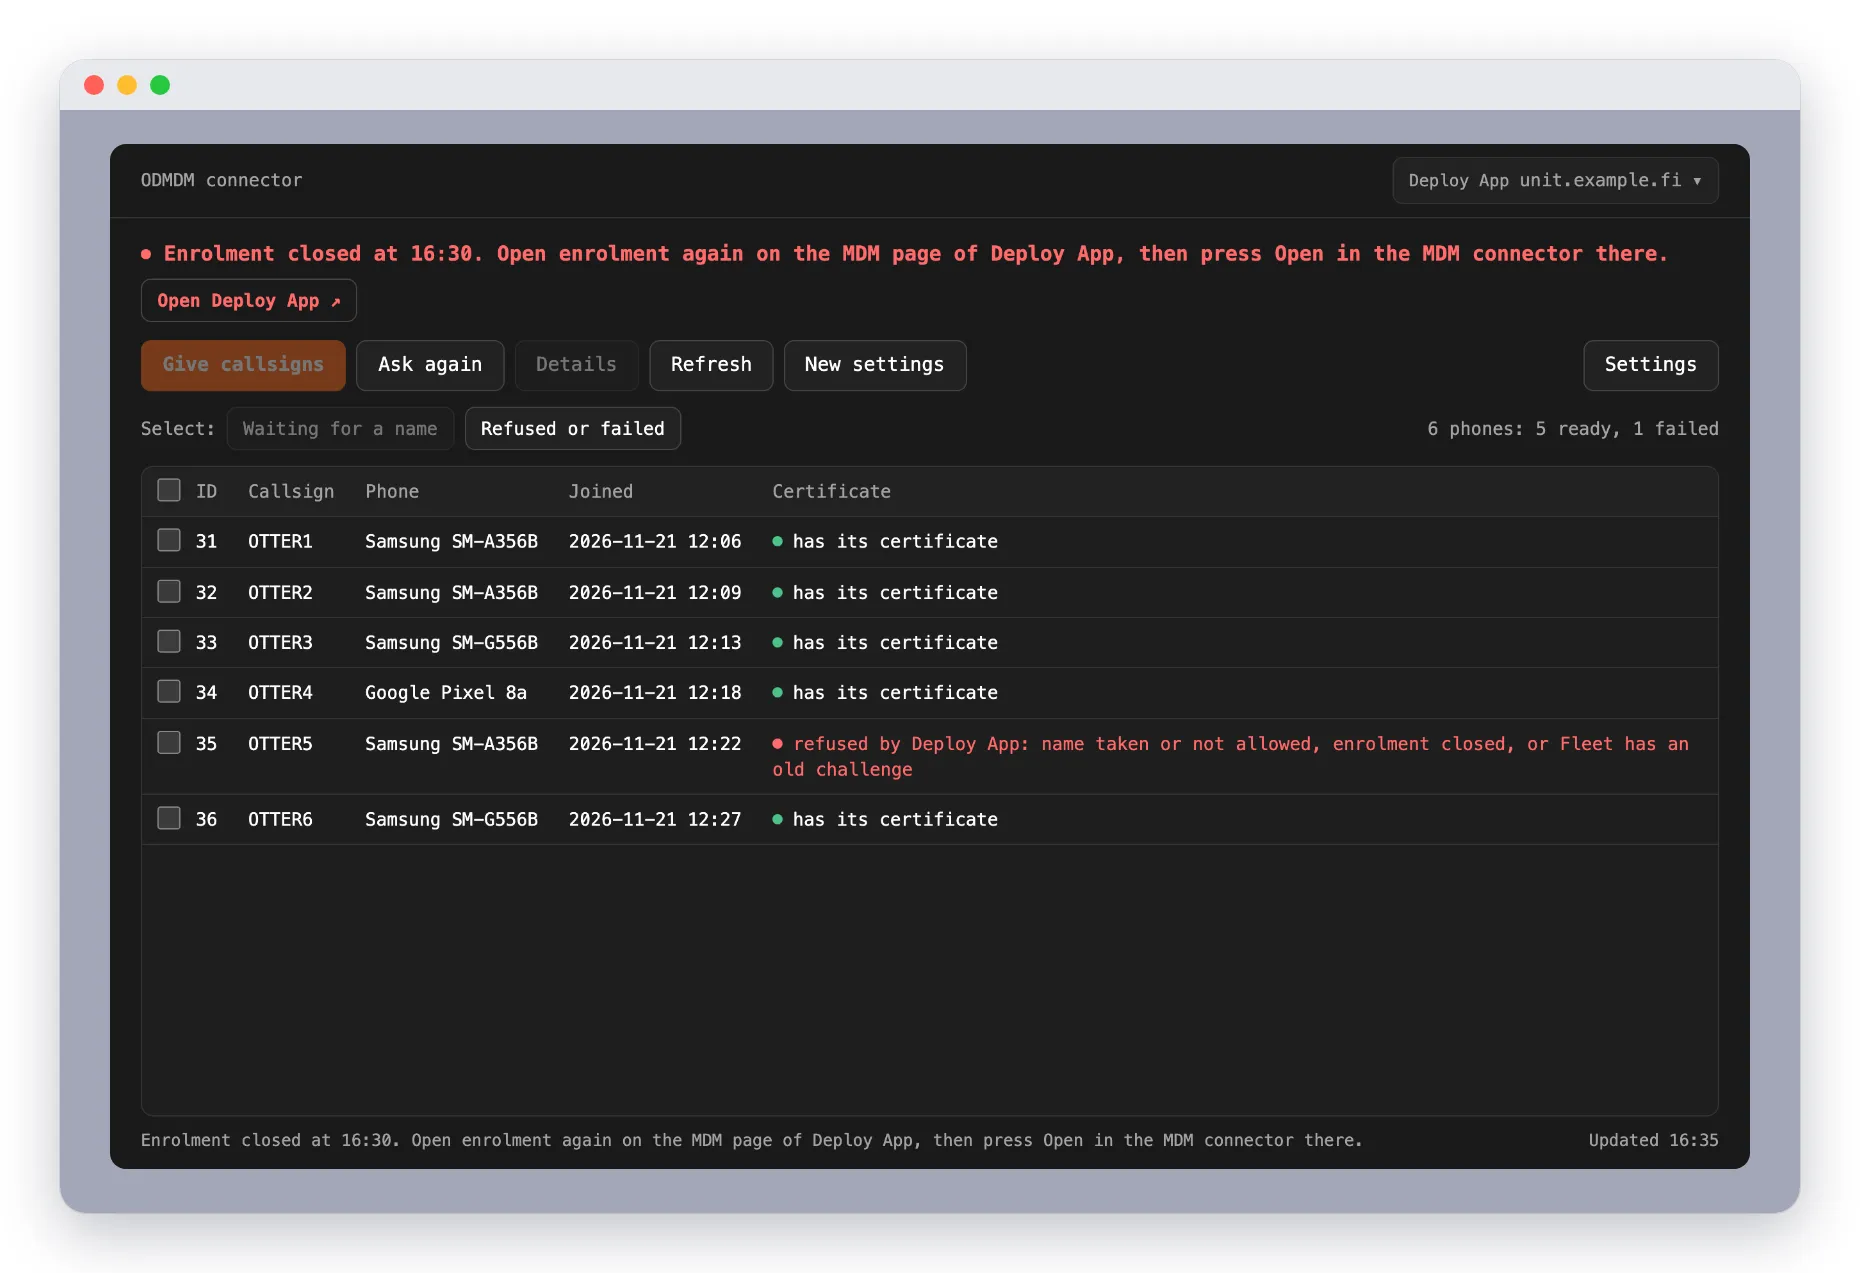 ODMDM connector
Deploy App unit.example.fi ▾
● Enrolment closed at 16:30. Open enrolment again on the MDM page of Deploy App, then press Open in the MDM connector there.
Open Deploy App ↗
Give callsigns Ask again Details Refresh New settings Settings
Select: Waiting for a name Refused or failed 6 phones: 5 ready, 1 failed
ID Callsign Phone Joined Certificate
31 OTTER1 Samsung SM-A356B 2026-11-21 12:06 ● has its certificate
32 OTTER2 Samsung SM-A356B 2026-11-21 12:09 ● has its certificate
33 OTTER3 Samsung SM-G556B 2026-11-21 12:13 ● has its certificate
34 OTTER4 Google Pixel 8a 2026-11-21 12:18 ● has its certificate
35 OTTER5 Samsung SM-A356B 2026-11-21 12:22 ● refused by Deploy App: name taken or not allowed, enrolment closed, or Fleet has an
old challenge
36 OTTER6 Samsung SM-G556B 2026-11-21 12:27 ● has its certificate
Enrolment closed at 16:30. Open enrolment again on the MDM page of Deploy App, then press Open in the MDM connector there. Updated 16:35